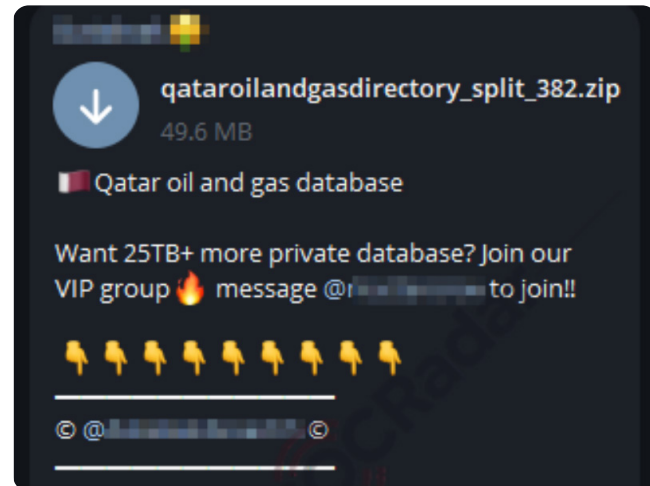 qataroilandgasdirectory_split_382.zip
49.6 MB
🇶🇦 Qatar oil and gas database
Want 25TB+ more private database? Join our
VIP group🔥 message to join!!
👇👇👇👇👇👇👇👇👇
© @ ©